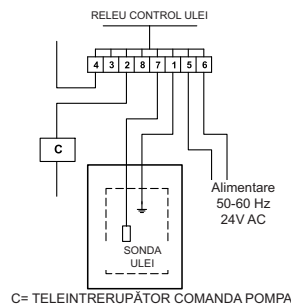 RELEU CONTROL ULEI
4 3 2 8 7 1 5 6
C
Alimentare
50-60 Hz
24V AC
SONDA
ULEI
C= TELEINTRERUPĂTOR COMANDA POMPA